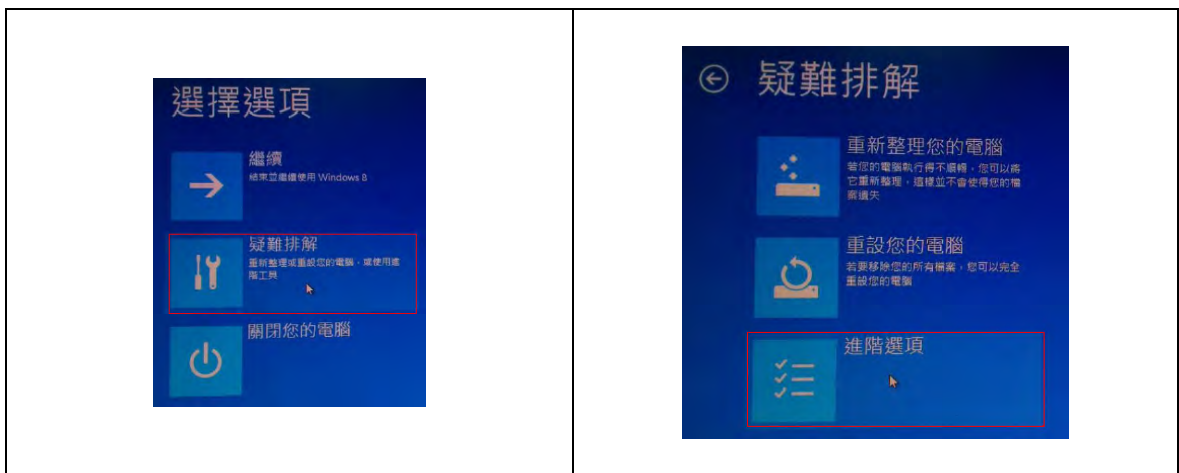 選擇選項
繼續
結束並繼續使用 Windows 8
疑難排解
重新整理或重設您的電腦，或使用進
階工具
關閉您的電腦
疑難排解
重新整理您的電腦
若您的電腦執行得不順暢，您可以將
它重新整理，這樣並不會使得您的檔
案遺失
重設您的電腦
若要移除您的所有檔案，您可以完全
重設您的電腦
進階選項